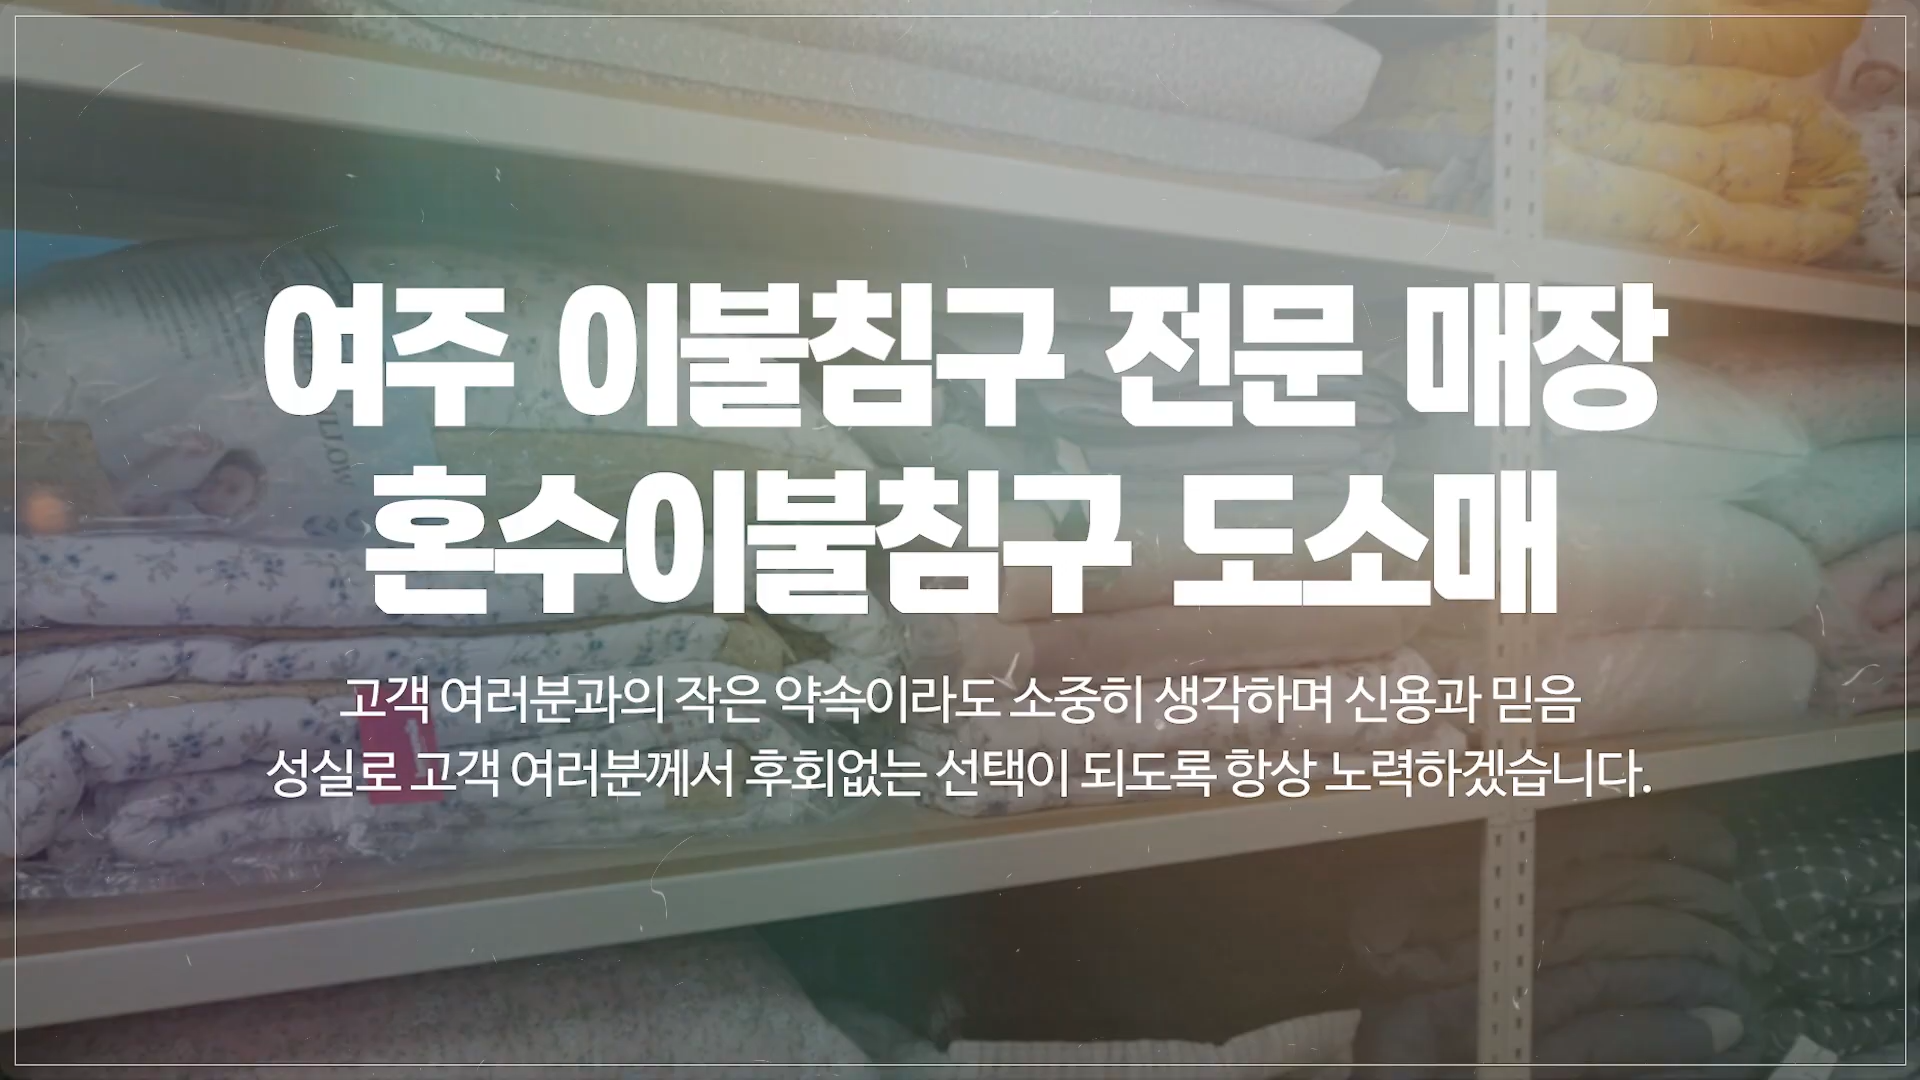 여주 이불침구 전문 매장
혼수이불침구 도소매
고객 여러분과의 작은 약속이라도 소중히 생각하며 신용과 믿음
성실로 고객 여러분께서 후회없는 선택이 되도록 항상 노력하겠습니다.